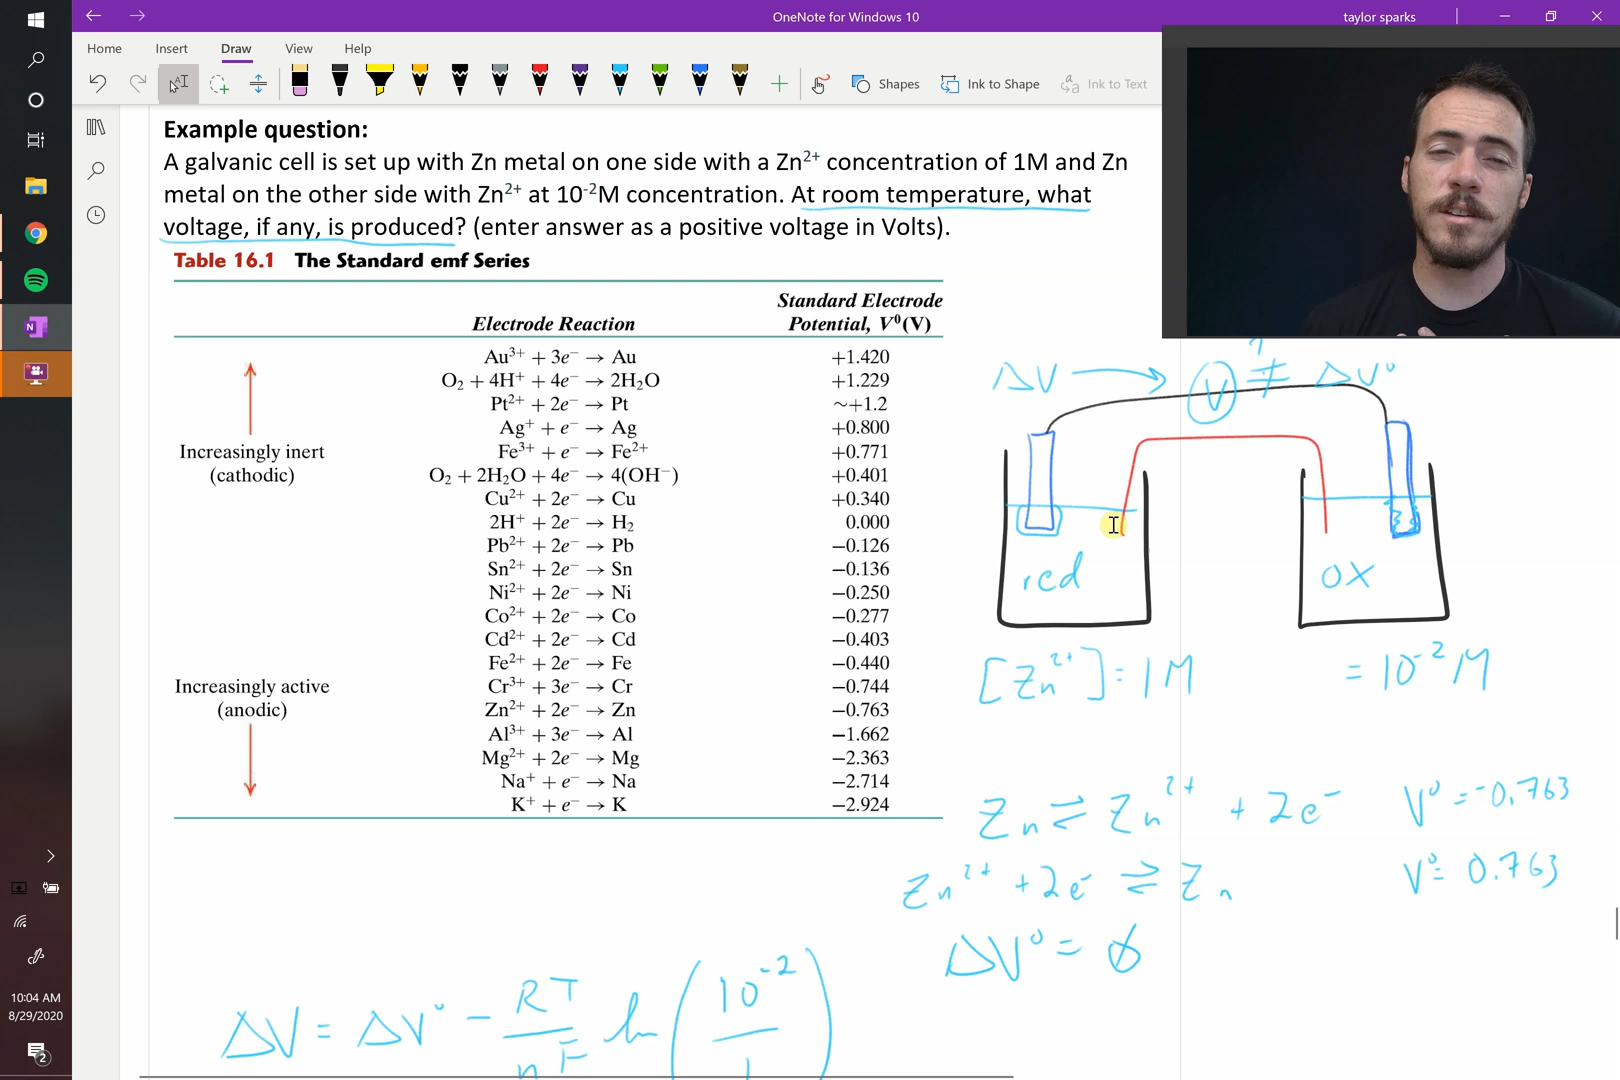 OneNote for Windows 10
taylor sparks
Home Insert Draw View Help
Shapes Ink to Shape Ink to Text
Example question:
A galvanic cell is set up with Zn metal on one side with a Zn²⁺ concentration of 1M and Zn
metal on the other side with Zn²⁺ at 10⁻²M concentration. At room temperature, what
voltage, if any, is produced? (enter answer as a positive voltage in Volts).
Table 16.1 The Standard emf Series
Standard Electrode
Electrode Reaction Potential, V⁰(V)
Au³⁺ + 3e⁻ → Au +1.420
O₂ + 4H⁺ + 4e⁻ → 2H₂O +1.229
Pt²⁺ + 2e⁻ → Pt ~+1.2
Ag⁺ + e⁻ → Ag +0.800
Fe³⁺ + e⁻ → Fe²⁺ +0.771
O₂ + 2H₂O + 4e⁻ → 4(OH⁻) +0.401
Cu²⁺ + 2e⁻ → Cu +0.340
2H⁺ + 2e⁻ → H₂ 0.000
Pb²⁺ + 2e⁻ → Pb −0.126
Sn²⁺ + 2e⁻ → Sn −0.136
Ni²⁺ + 2e⁻ → Ni −0.250
Co²⁺ + 2e⁻ → Co −0.277
Cd²⁺ + 2e⁻ → Cd −0.403
Fe²⁺ + 2e⁻ → Fe −0.440
Cr³⁺ + 3e⁻ → Cr −0.744
Zn²⁺ + 2e⁻ → Zn −0.763
Al³⁺ + 3e⁻ → Al −1.662
Mg²⁺ + 2e⁻ → Mg −2.363
Na⁺ + e⁻ → Na −2.714
K⁺ + e⁻ → K −2.924
Increasingly inert
(cathodic)
Increasingly active
(anodic)
ΔV → V ≠ ΔV⁰
red
ox
[Zn²⁺] = 1M
= 10⁻² M
Zn ⇌ Zn²⁺ + 2e⁻ V⁰ = -0.763
Zn²⁺ + 2e⁻ ⇌ Zn V⁰= 0.763
ΔV⁰ = 0
ΔV = ΔV⁰ − RT/nF ln(10⁻²/1)
10:04 AM
8/29/2020
2